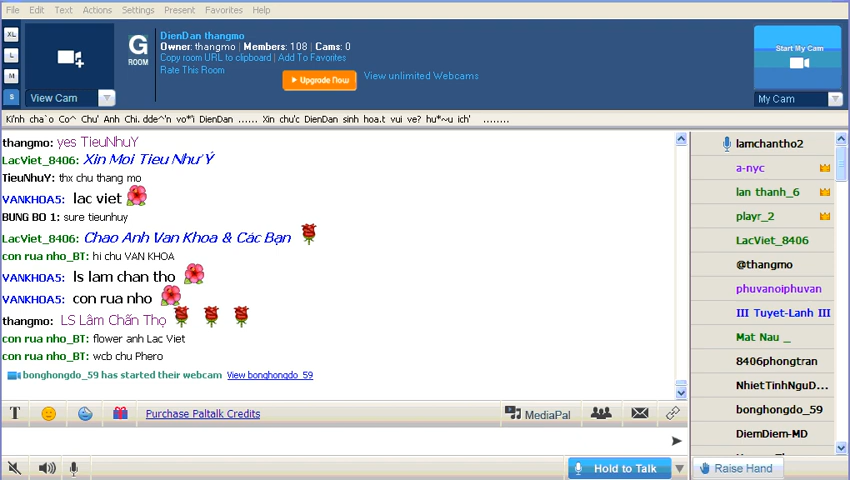 File Edit Text Actions Settings Present Favorites Help
XL
L
M
S
View Cam
G
ROOM
DienDan thangmo
Owner: thangmo | Members: 108 | Cams: 0
Copy room URL to clipboard | Add To Favorites
Rate This Room
Upgrade Now
View unlimited Webcams
Start My Cam
My Cam
Ki'nh cha`o Co^ Chu' Anh Chi. dde^'n vo*'i DienDan ...... Xin chu'c DienDan sinh hoa.t vui ve? hu*~u ich' ........
thangmo: yes TieuNhuY
LacViet_8406: Xin Moi Tieu Như Ý
TieuNhuY: thx chu thang mo
VANKHOA5: lac viet
BUNG BO 1: sure tieunhuy
LacViet_8406: Chao Anh Van Khoa & Các Bạn
con rua nho_BT: hi chu VAN KHOA
VANKHOA5: ls lam chan tho
VANKHOA5: con rua nho
thangmo: LS Lâm Chấn Thọ
con rua nho_BT: flower anh Lac Viet
con rua nho_BT: wcb chu Phero
bonghongdo_59 has started their webcam View bonghongdo_59
T
Purchase Paltalk Credits
MediaPal
Hold to Talk
lamchantho2
a-nyc
lan thanh_6
playr_2
LacViet_8406
@thangmo
phuvanoiphuvan
III Tuyet-Lanh III
Mat Nau _
8406phongtran
NhietTinhNguD...
bonghongdo_59
DiemDiem-MD
Raise Hand